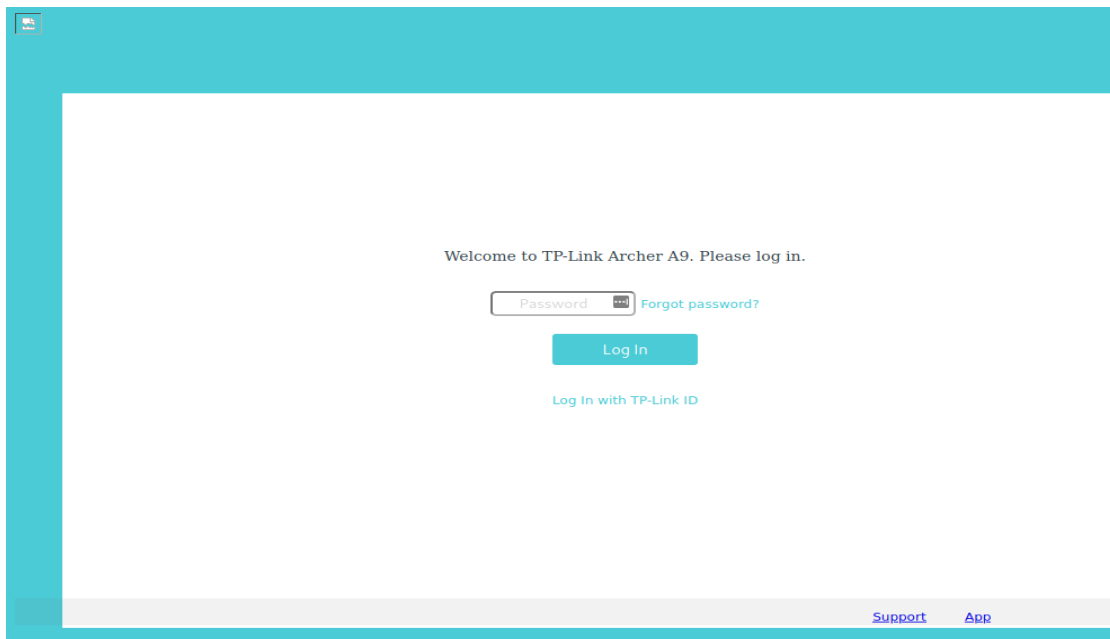 Welcome to TP-Link Archer A9. Please log in.
Password Forgot password?
Log In
Log In with TP-Link ID
Support App